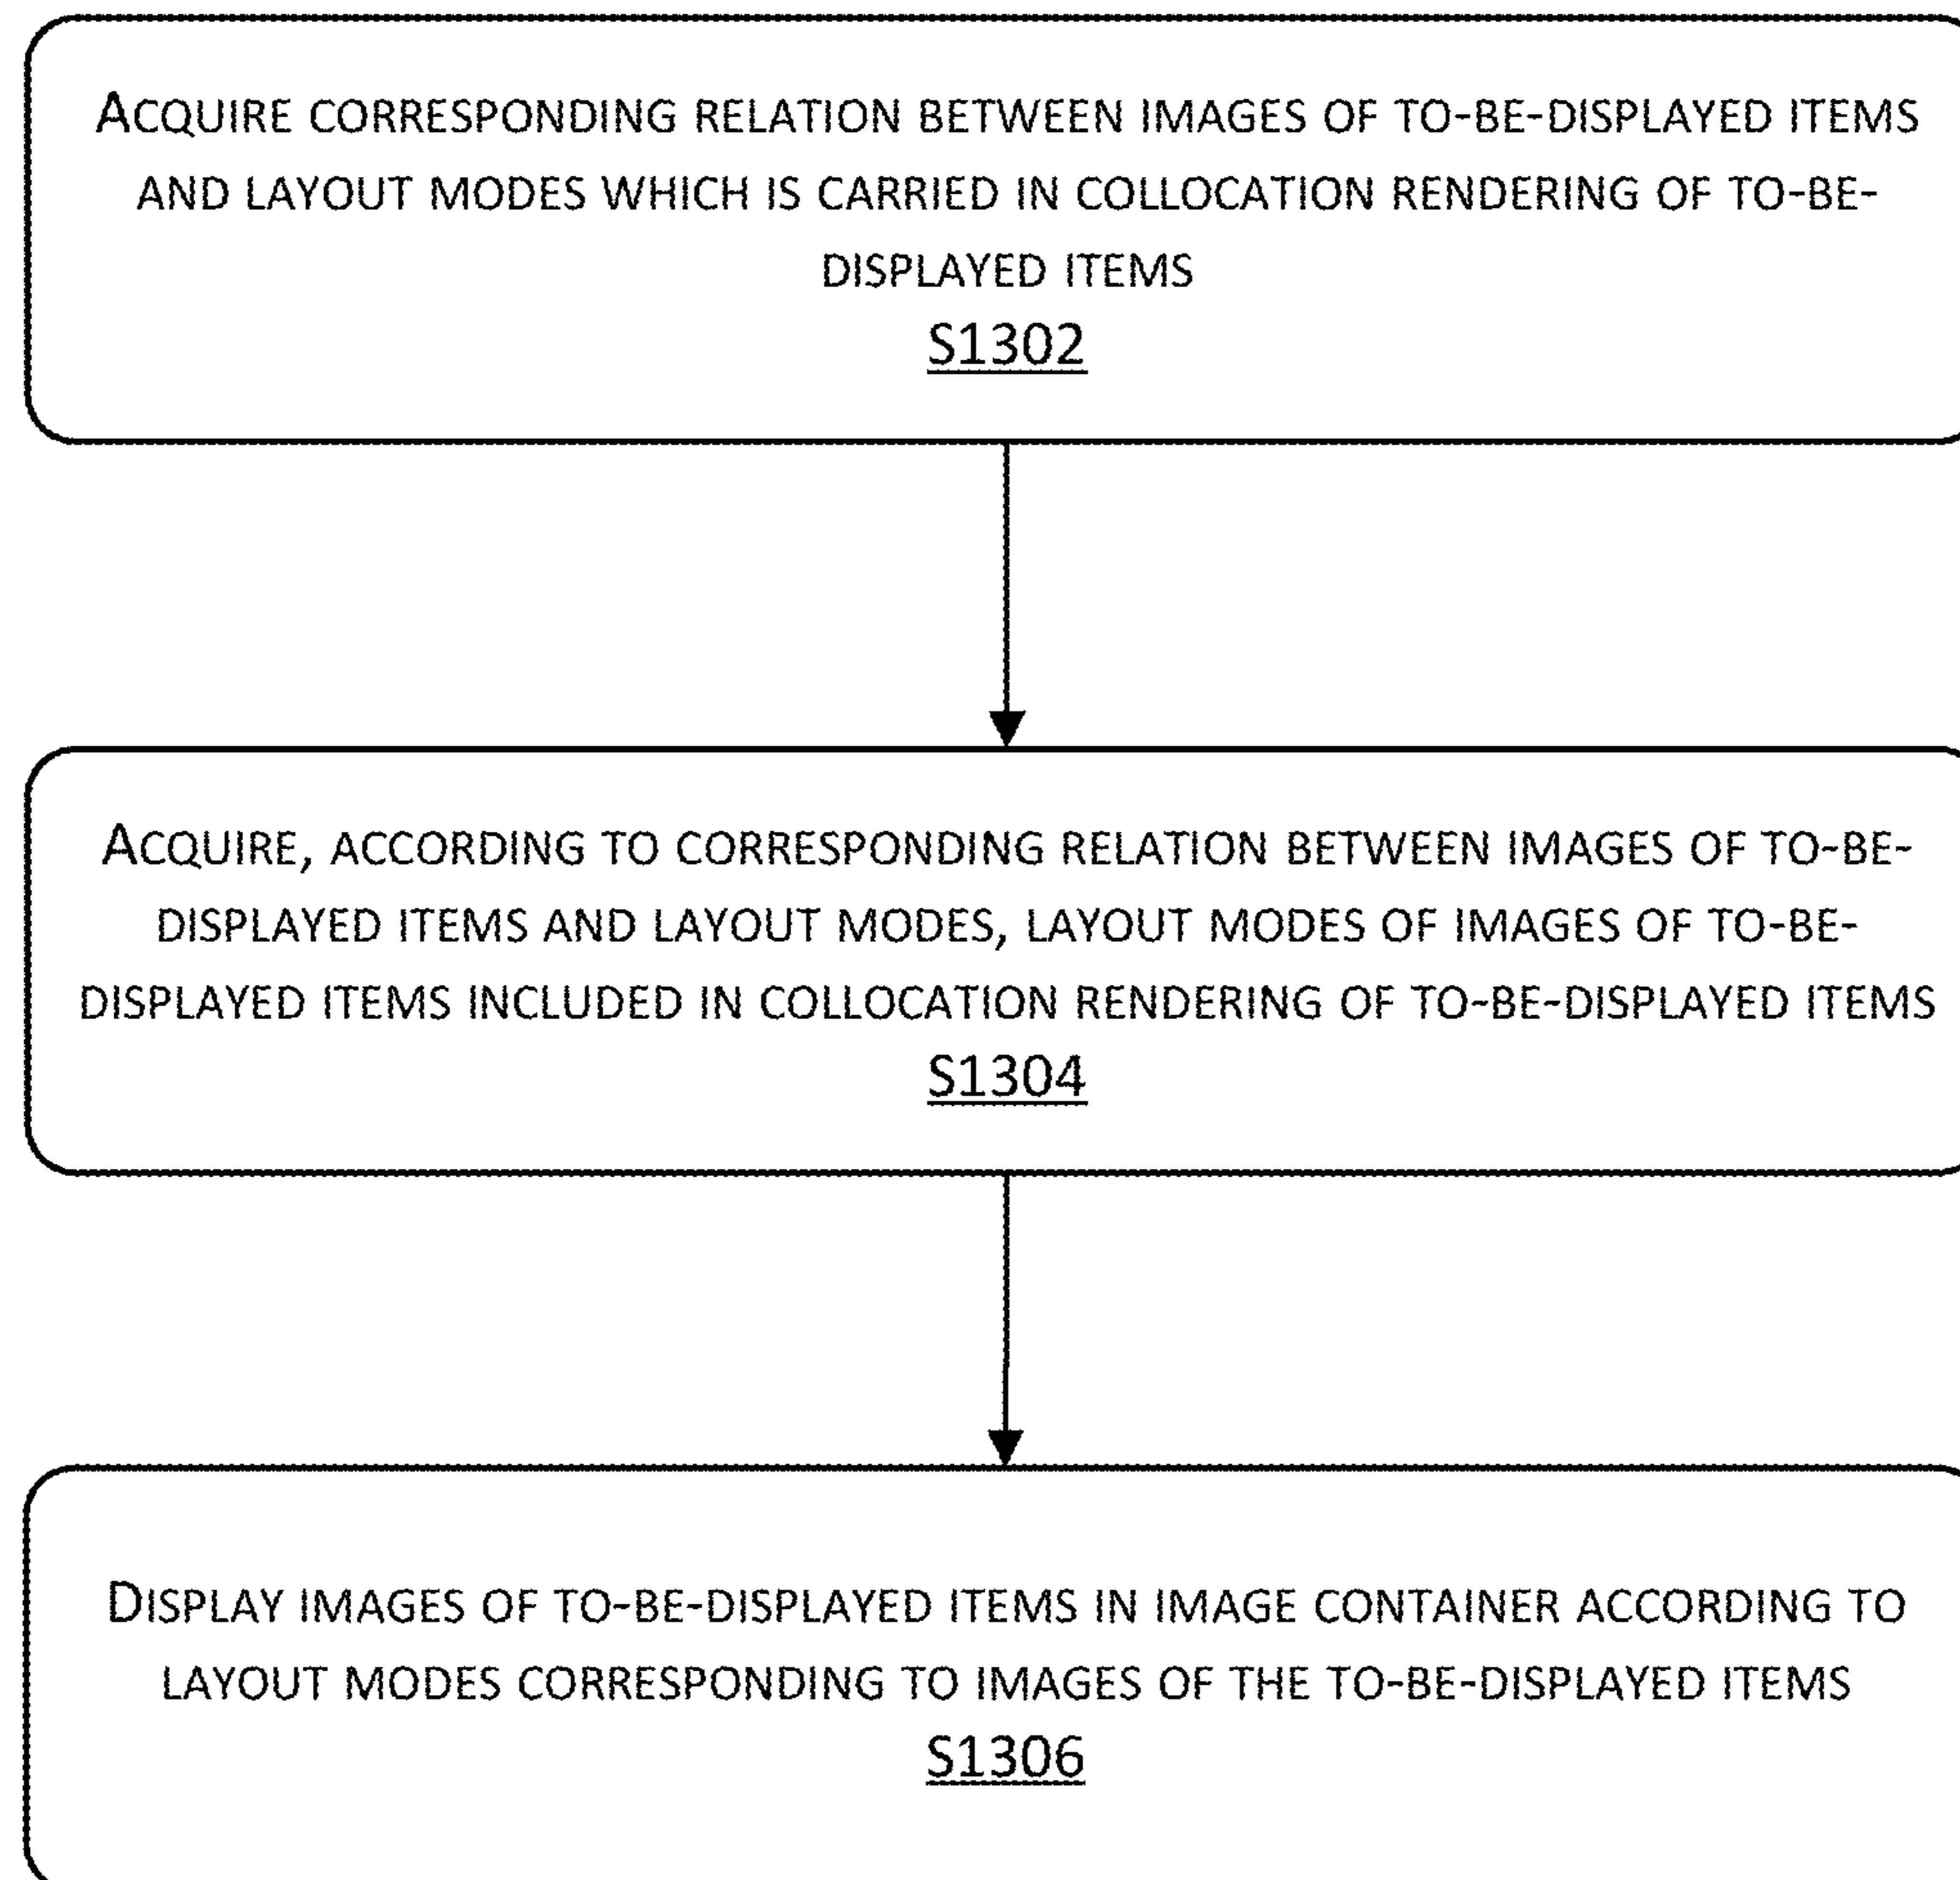 ACQUIRE CORRESPONDING RELATION BETWEEN IMAGES OF TO-BE-DISPLAYED ITEMS
AND LAYOUT MODES WHICH IS CARRIED IN COLLOCATION RENDERING OF TO-BE-
DISPLAYED ITEMS
S1302
ACQUIRE, ACCORDING TO CORRESPONDING RELATION BETWEEN IMAGES OF TO-BE-
DISPLAYED ITEMS AND LAYOUT MODES, LAYOUT MODES OF IMAGES OF TO-BE-
DISPLAYED ITEMS INCLUDED IN COLLOCATION RENDERING OF TO-BE-DISPLAYED ITEMS
S1304
DISPLAY IMAGES OF TO-BE-DISPLAYED ITEMS IN IMAGE CONTAINER ACCORDING TO
LAYOUT MODES CORRESPONDING TO IMAGES OF THE TO-BE-DISPLAYED ITEMS
S1306